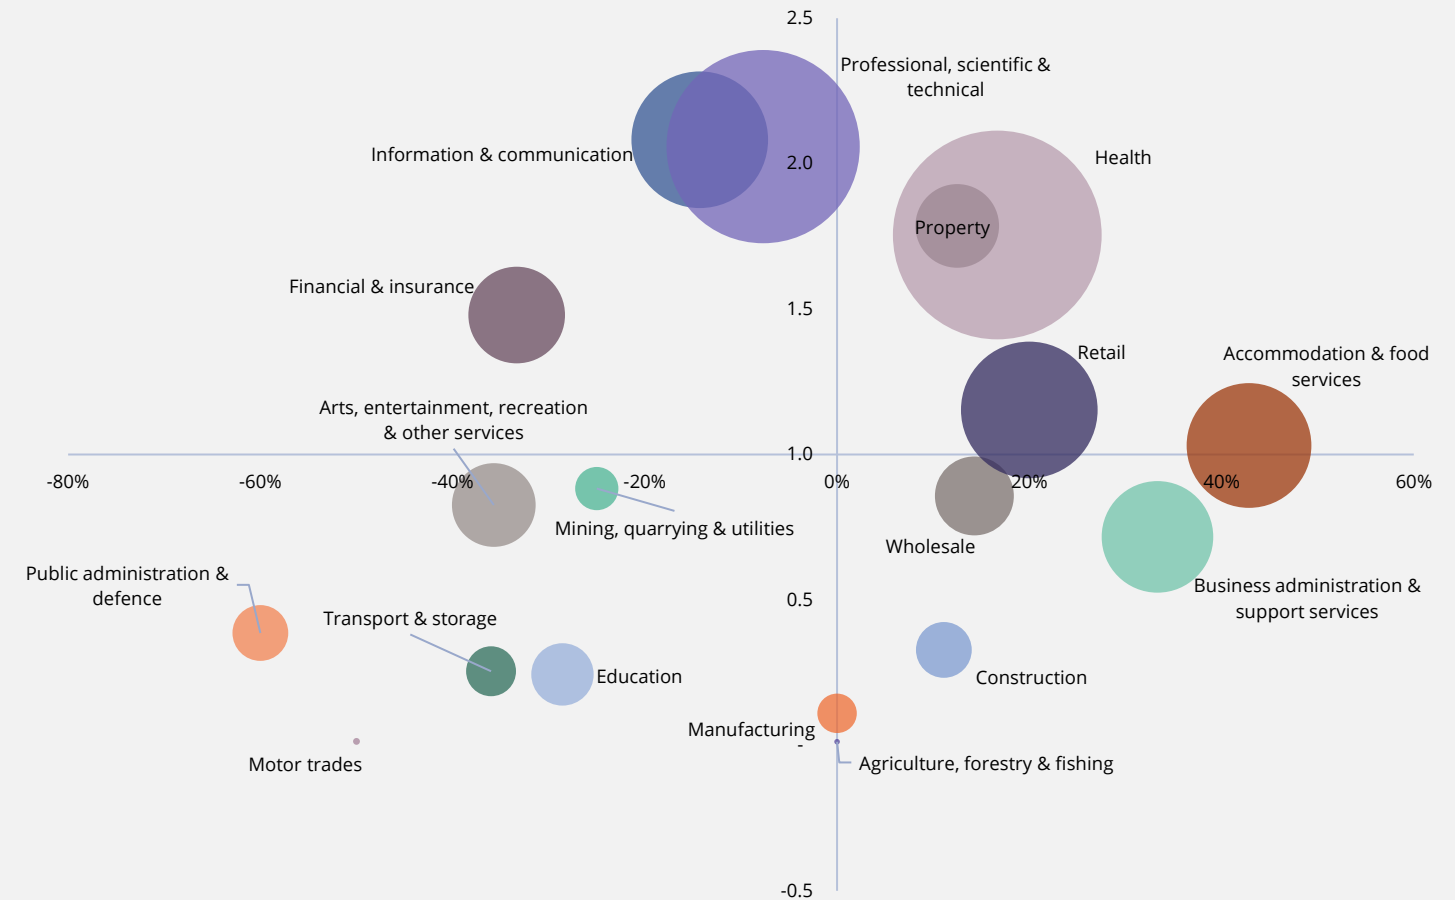 2.5
Professional, scientific &
technical
Information & communication
2.0
Health
Property
Financial & insurance
1.5
Retail
Accommodation & food
services
Arts, entertainment, recreation
& other services
1.0
-80%
-60%
-40%
-20%
0%
20%
40%
60%
Mining, quarrying & utilities
Wholesale
Public administration &
defence
Business administration &
support services
0.5
Transport & storage
Education
Construction
Manufacturing
-
Motor trades
Agriculture, forestry & fishing
-0.5